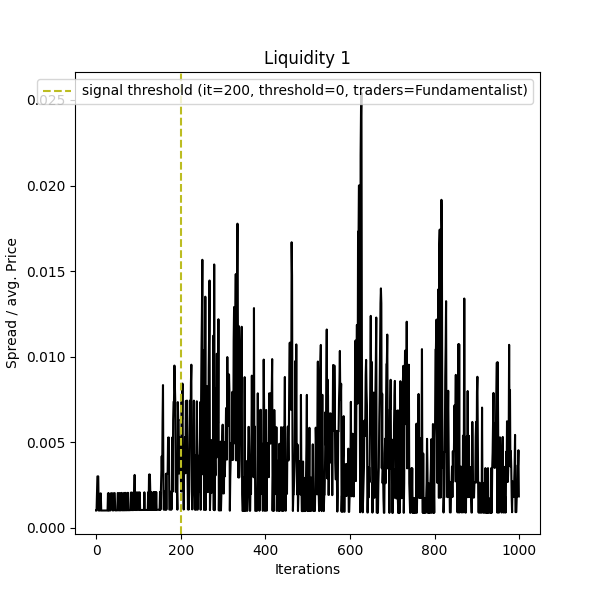 Liquidity 1
signal threshold (it=200, threshold=0, traders=Fundamentalist)
0.025
0.020
0.015
0.010
0.005
0.000
Spread / avg. Price
0 200 400 600 800 1000
Iterations